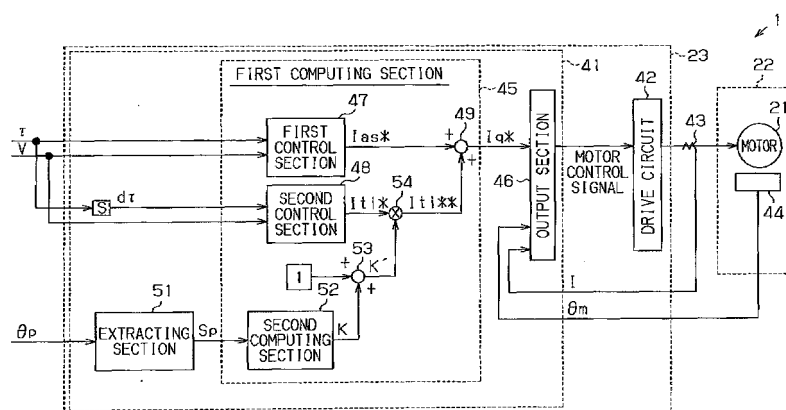 1
23
41
22
FIRST COMPUTING SECTION
45
42
21
47
49
43
τ
V
FIRST CONTROL SECTION
Ias*
+
+
Iq*
OUTPUT SECTION
46
MOTOR CONTROL SIGNAL
DRIVE CIRCUIT
MOTOR
44
48
54
S
dτ
SECOND CONTROL SECTION
Iti*
Iti**
53
1
+
K´
+
I
51
52
θm
θp
EXTRACTING SECTION
Sp
SECOND COMPUTING SECTION
K